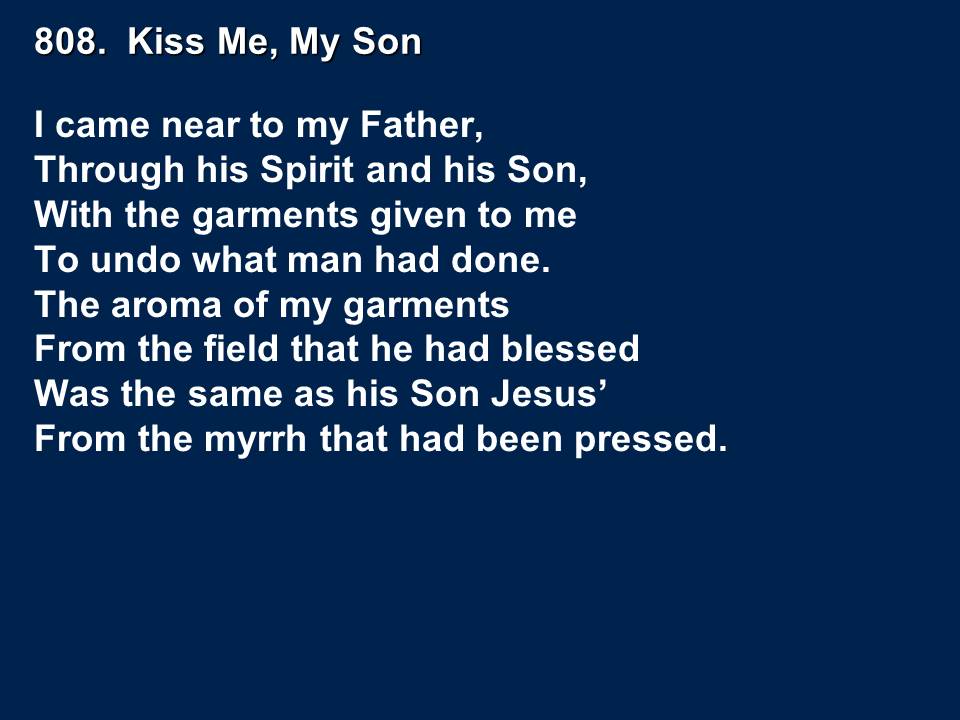 808.  Kiss Me, My Son
I came near to my Father,
Through his Spirit and his Son,
With the garments given to me
To undo what man had done.
The aroma of my garments
From the field that he had blessed
Was the same as his Son Jesus’
From the myrrh that had been pressed.